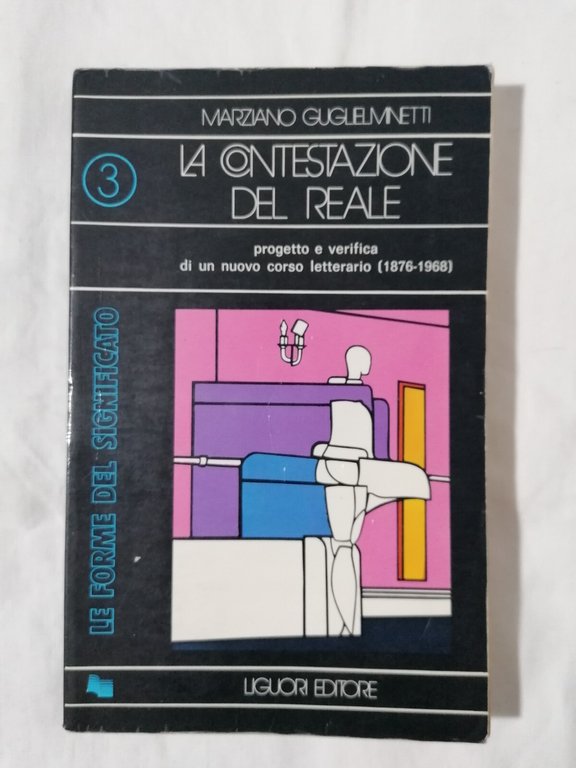 MARZIANO GUGLIELMINETTI
LA CONTESTAZIONE
DEL REALE
3
progetto e verifica
di un nuovo corso letterario (1876-1968)
LE FORME DEL SIGNIFICATO
LIGUORI EDITORE